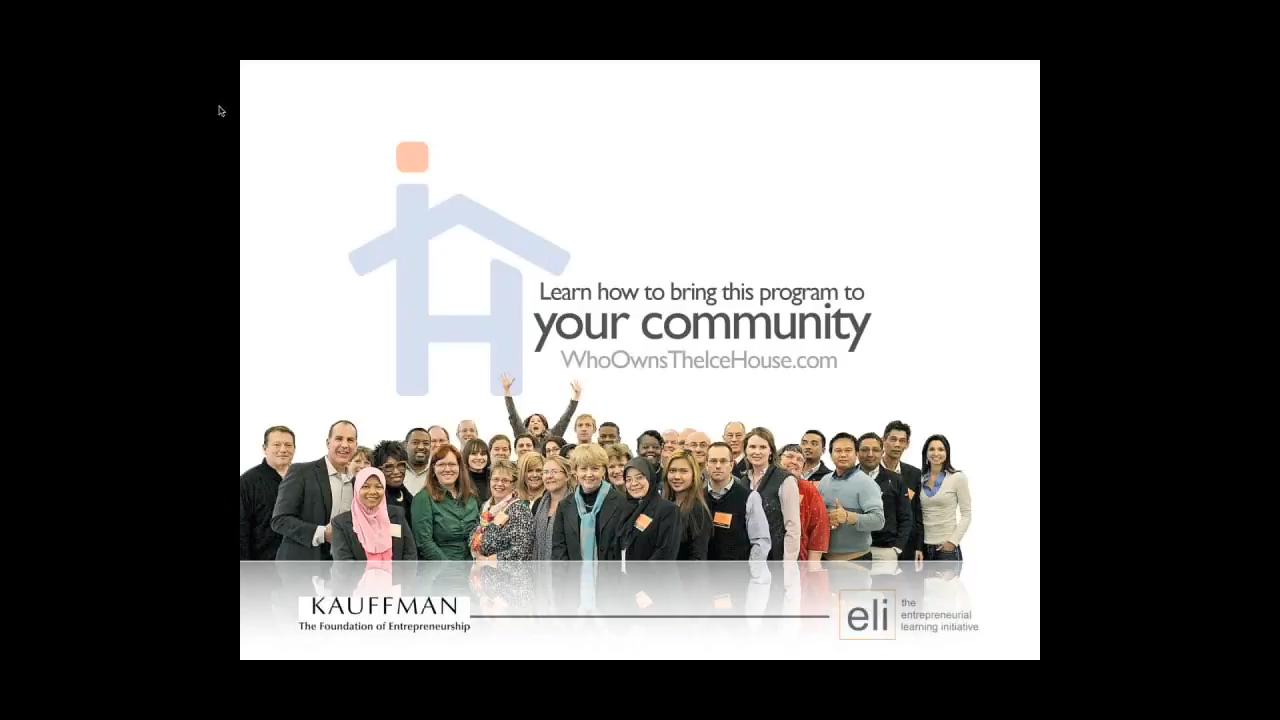 Learn how to bring this program to
your community
WhoOwnsTheIceHouse.com
KAUFFMAN
The Foundation of Entrepreneurship
eli
the
entrepreneurial
learning initiative